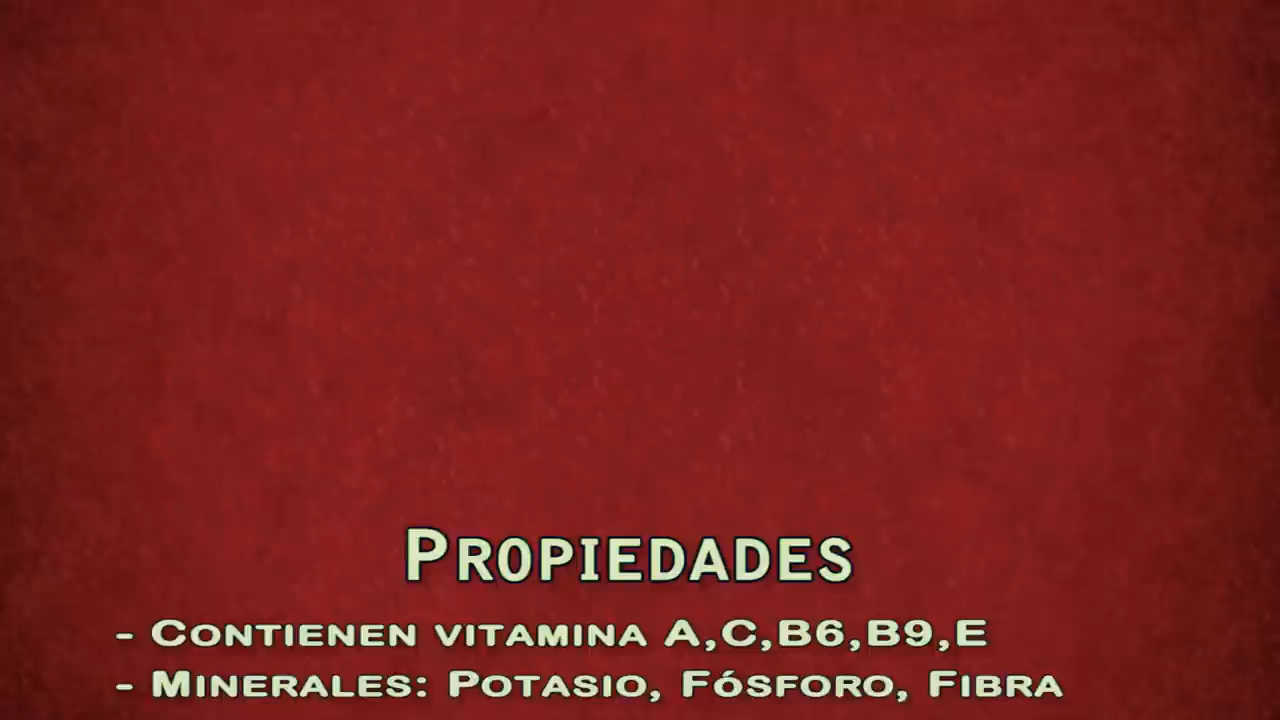 Propiedades
- Contienen vitamina A,C,B6,B9,E
- Minerales: Potasio, Fósforo, Fibra